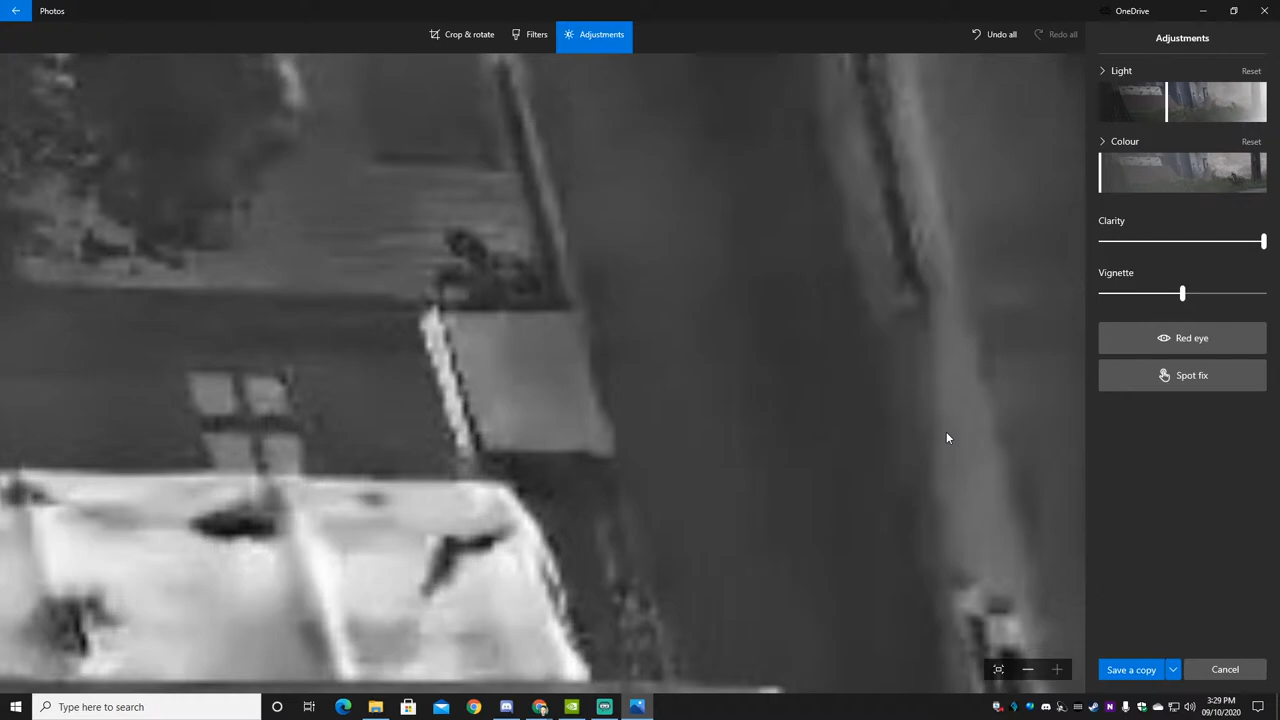 Photos
OneDrive
Crop & rotate
Filters
Adjustments
Undo all
Redo all
Adjustments
Light
Reset
Colour
Reset
Clarity
Vignette
Red eye
Spot fix
Save a copy
Cancel
Type here to search
3:29 PM
09/10/2020